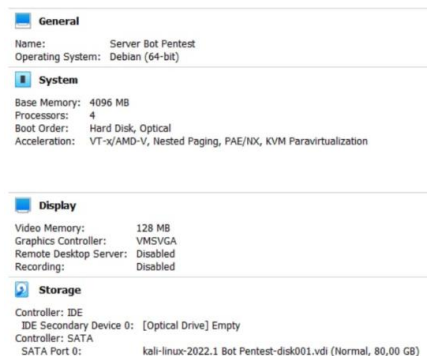 General
Name: Server Bot Pentest
Operating System: Debian (64-bit)
System
Base Memory: 4096 MB
Processors: 4
Boot Order: Hard Disk, Optical
Acceleration: VT-x/AMD-V, Nested Paging, PAE/NX, KVM Paravirtualization
Display
Video Memory: 128 MB
Graphics Controller: VMSVGA
Remote Desktop Server: Disabled
Recording: Disabled
Storage
Controller: IDE
IDE Secondary Device 0: [Optical Drive] Empty
Controller: SATA
SATA Port 0: kali-linux-2022.1 Bot Pentest-disk001.vdi (Normal, 80,00 GB)